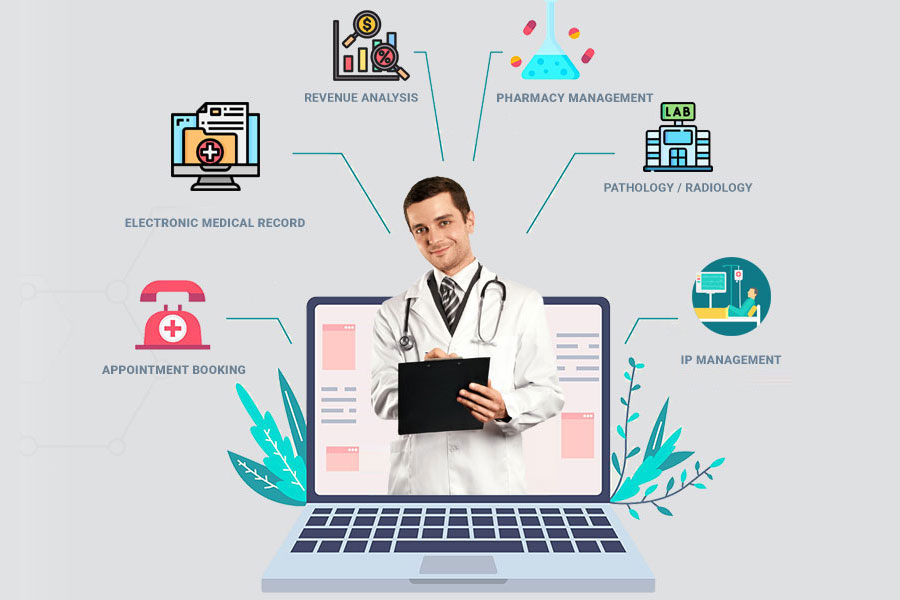 REVENUE ANALYSIS
PHARMACY MANAGEMENT
LAB
PATHOLOGY / RADIOLOGY
ELECTRONIC MEDICAL RECORD
IP MANAGEMENT
APPOINTMENT BOOKING